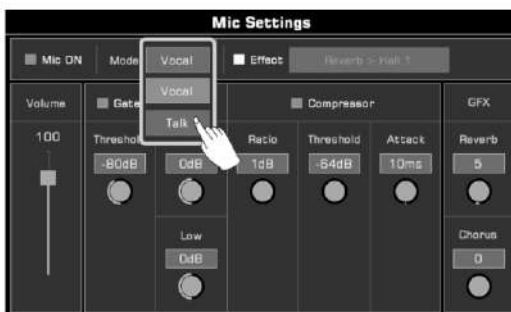 Mic Settings
Mic ON Mode Vocal Effect Reverb > Hall 1
Vocal
Talk
Volume Gate Compressor GFX
100 Threshold Ratio Threshold Attack Reverb
-80dB 0dB 1dB -64dB 10ms 5
Low Chorus
0dB 0